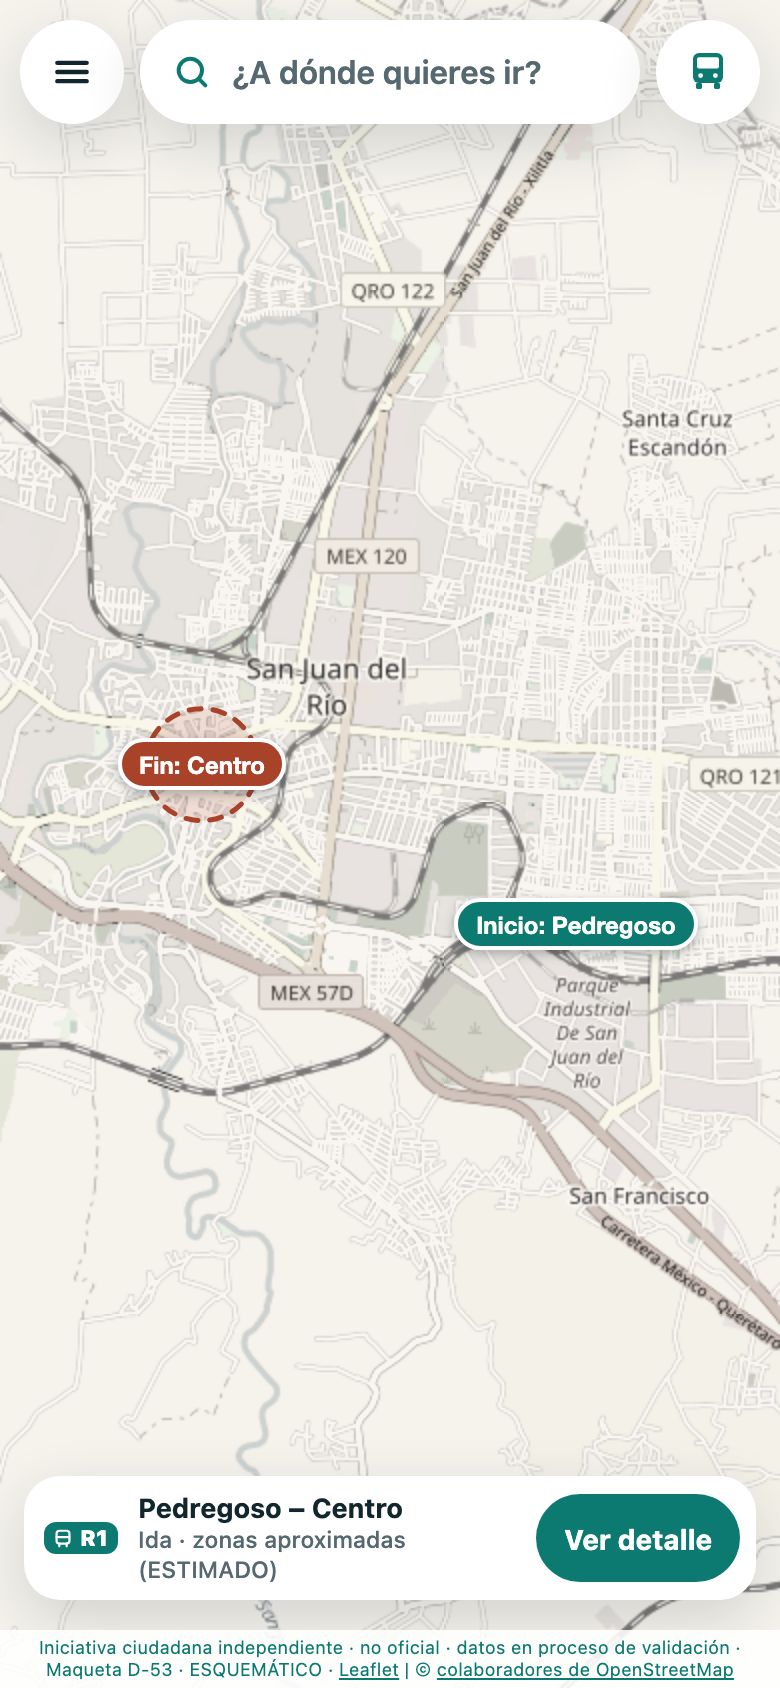 ¿A dónde quieres ir?
San Juan del Río - Xilitla
QRO 122
Santa Cruz
Escandón
MEX 120
San Juan del
Río
Fin: Centro
QRO 121
Inicio: Pedregoso
MEX 57D
Parque
Industrial
De San
Juan del
Río
San Francisco
Carretera México - Querétaro
Pedregoso – Centro
R1
Ida · zonas aproximadas
(ESTIMADO)
Ver detalle
San
Iniciativa ciudadana independiente · no oficial · datos en proceso de validación ·
Maqueta D-53 · ESQUEMÁTICO · Leaflet | © colaboradores de OpenStreetMap